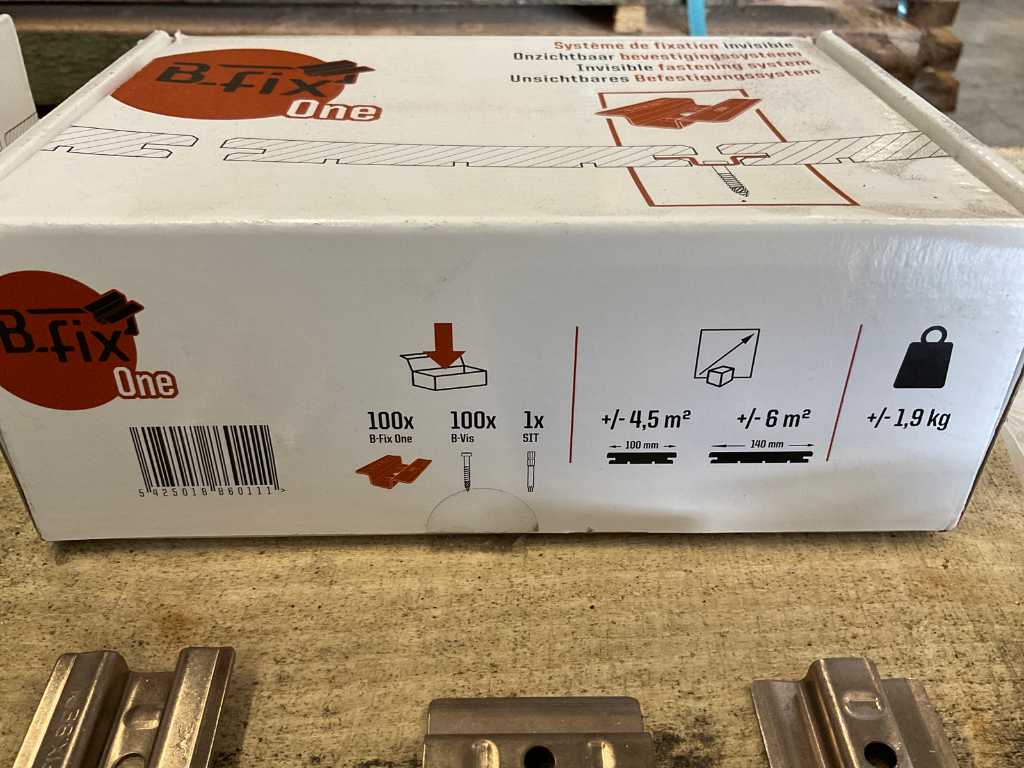 B-fix
One
Système de fixation invisible
Onzichtbaar bevestigingssysteem
Invisible fastening system
Unsichtbares Befestigungssystem
B-fix
One
5 425018 860111 >
100x
B-Fix One
100x
B-Vis
1x
SIT
+/- 4,5 m²
100 mm
+/- 6 m²
140 mm
+/- 1,9 kg